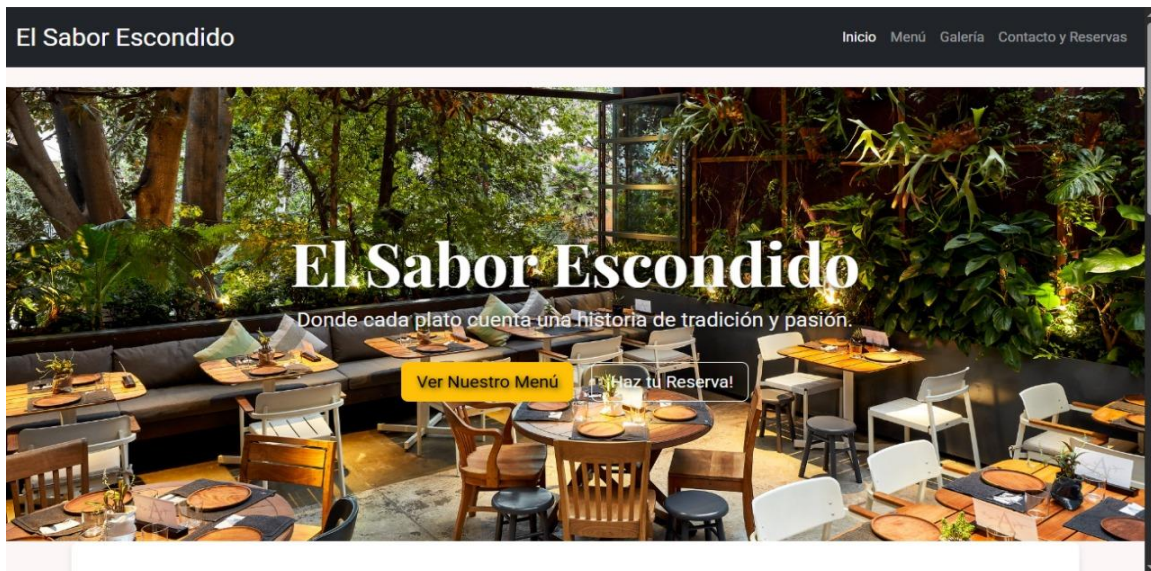 El Sabor Escondido
Inicio Menú Galería Contacto y Reservas
El Sabor Escondido
Donde cada plato cuenta una historia de tradición y pasión.
Ver Nuestro Menú
¡Haz tu Reserva!